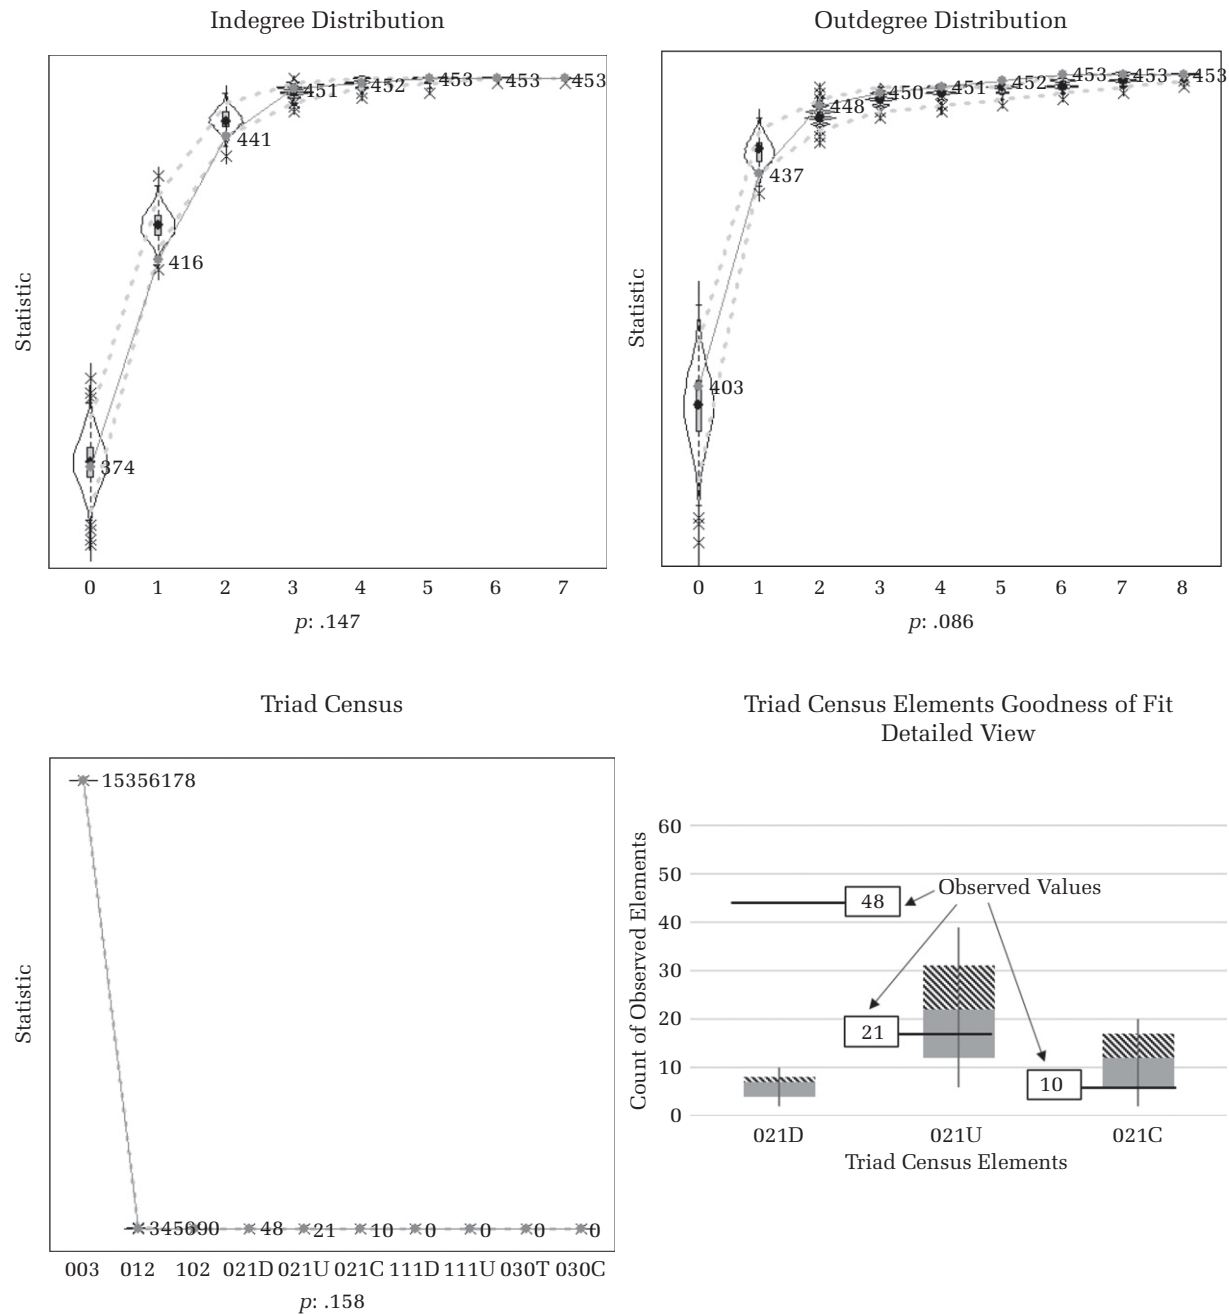 Indegree Distribution
Statistic
374
416
441
451
452
453
453
453
0 1 2 3 4 5 6 7
p: .147
Outdegree Distribution
Statistic
403
437
448
450
451
452
453
453
453
0 1 2 3 4 5 6 7 8
p: .086
Triad Census
Statistic
15356178
345690
48
21
10
0
0
0
0
003 012 102 021D 021U 021C 111D 111U 030T 030C
p: .158
Triad Census Elements Goodness of Fit
Detailed View
Count of Observed Elements
60
50
40
30
20
10
0
Observed Values
48
21
10
021D 021U 021C
Triad Census Elements